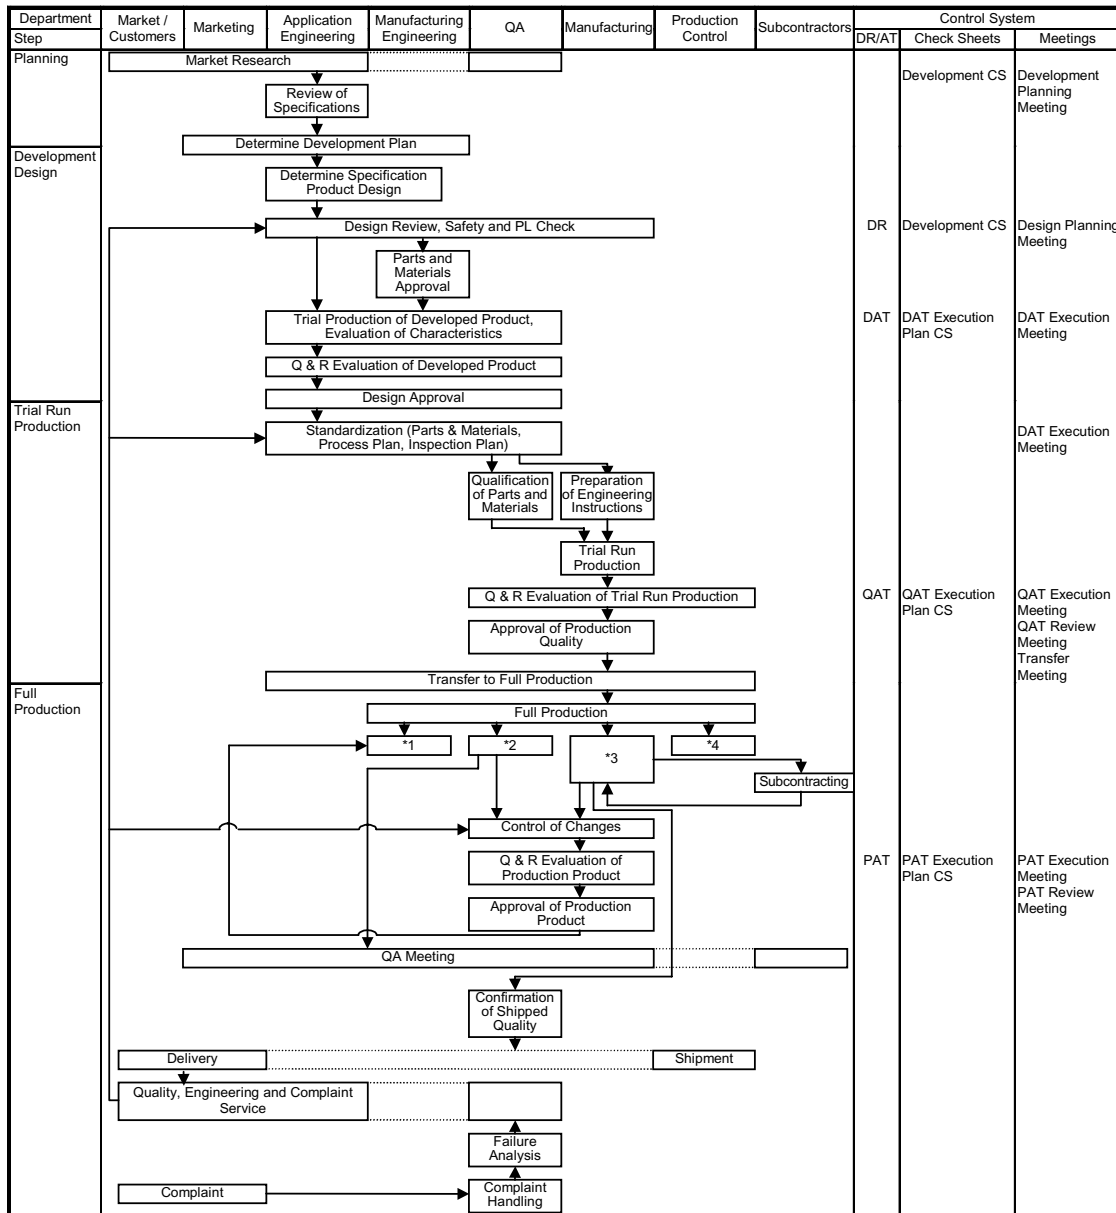 Department
Market /
Customers
Marketing
Application
Engineering
Manufacturing
Engineering
QA
Manufacturing
Production
Control
Subcontractors
Control System
Step
DR/AT
Check Sheets
Meetings
Planning
Market Research
Development CS
Development
Planning
Meeting
Review of
Specifications
Determine Development Plan
Development
Design
Determine Specification
Product Design
Design Review, Safety and PL Check
DR
Development CS
Design Planning
Meeting
Parts and
Materials
Approval
Trial Production of Developed Product,
Evaluation of Characteristics
DAT
DAT Execution
Plan CS
DAT Execution
Meeting
Q & R Evaluation of Developed Product
Design Approval
Trial Run
Production
Standardization (Parts & Materials,
Process Plan, Inspection Plan)
DAT Execution
Meeting
Qualification
of Parts and
Materials
Preparation
of Engineering
Instructions
Trial Run
Production
Q & R Evaluation of Trial Run Production
QAT
QAT Execution
Plan CS
QAT Execution
Meeting
QAT Review
Meeting
Transfer
Meeting
Approval of Production
Quality
Transfer to Full Production
Full
Production
Full Production
*1
*2
*3
*4
Subcontracting
Control of Changes
Q & R Evaluation of
Production Product
PAT
PAT Execution
Plan CS
PAT Execution
Meeting
PAT Review
Meeting
Approval of Production
Product
QA Meeting
Confirmation
of Shipped
Quality
Delivery
Shipment
Quality, Engineering and Complaint
Service
Failure
Analysis
Complaint
Complaint
Handling